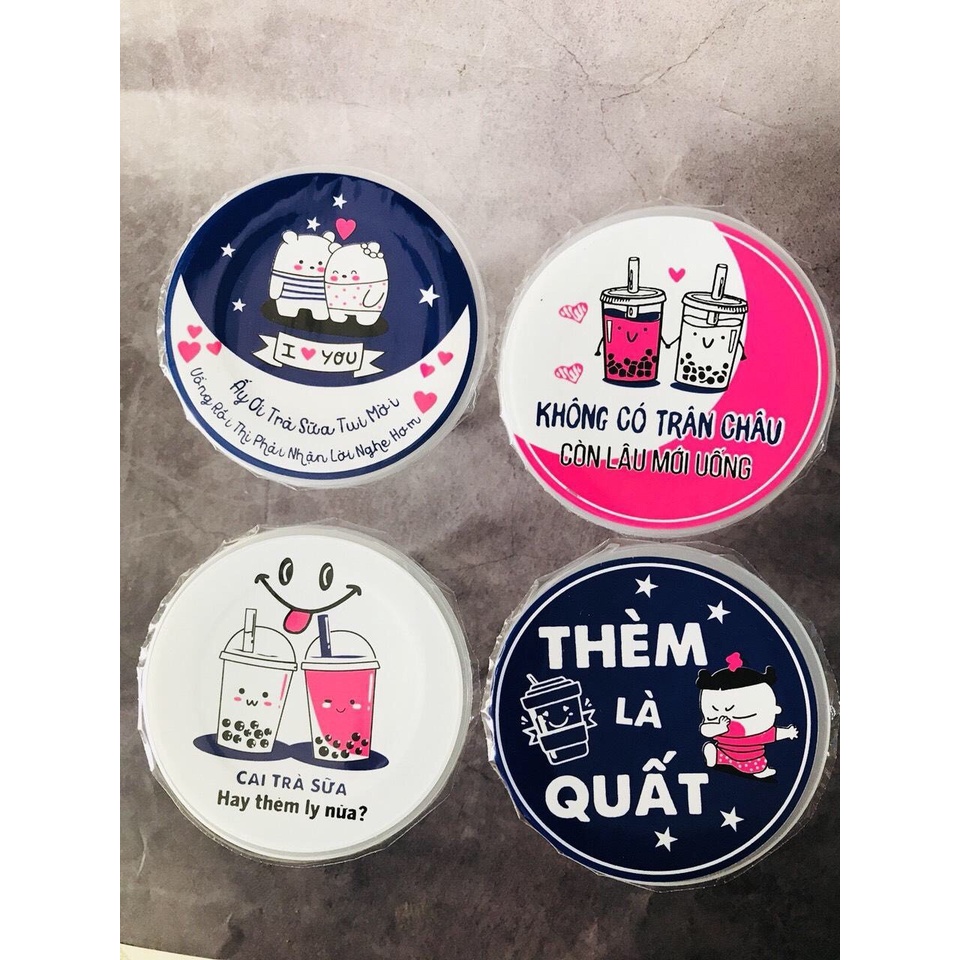 I ♥ YOU
Ấy Ơi Trà Sữa Tui Mời
Uống Rồi Thì Phải Nhận Lời Nghe Hơm
KHÔNG CÓ TRÂN CHÂU
CÒN LÂU MỚI UỐNG
CAI TRÀ SỮA
Hay thêm ly nữa?
THÈM
LÀ
QUẤT